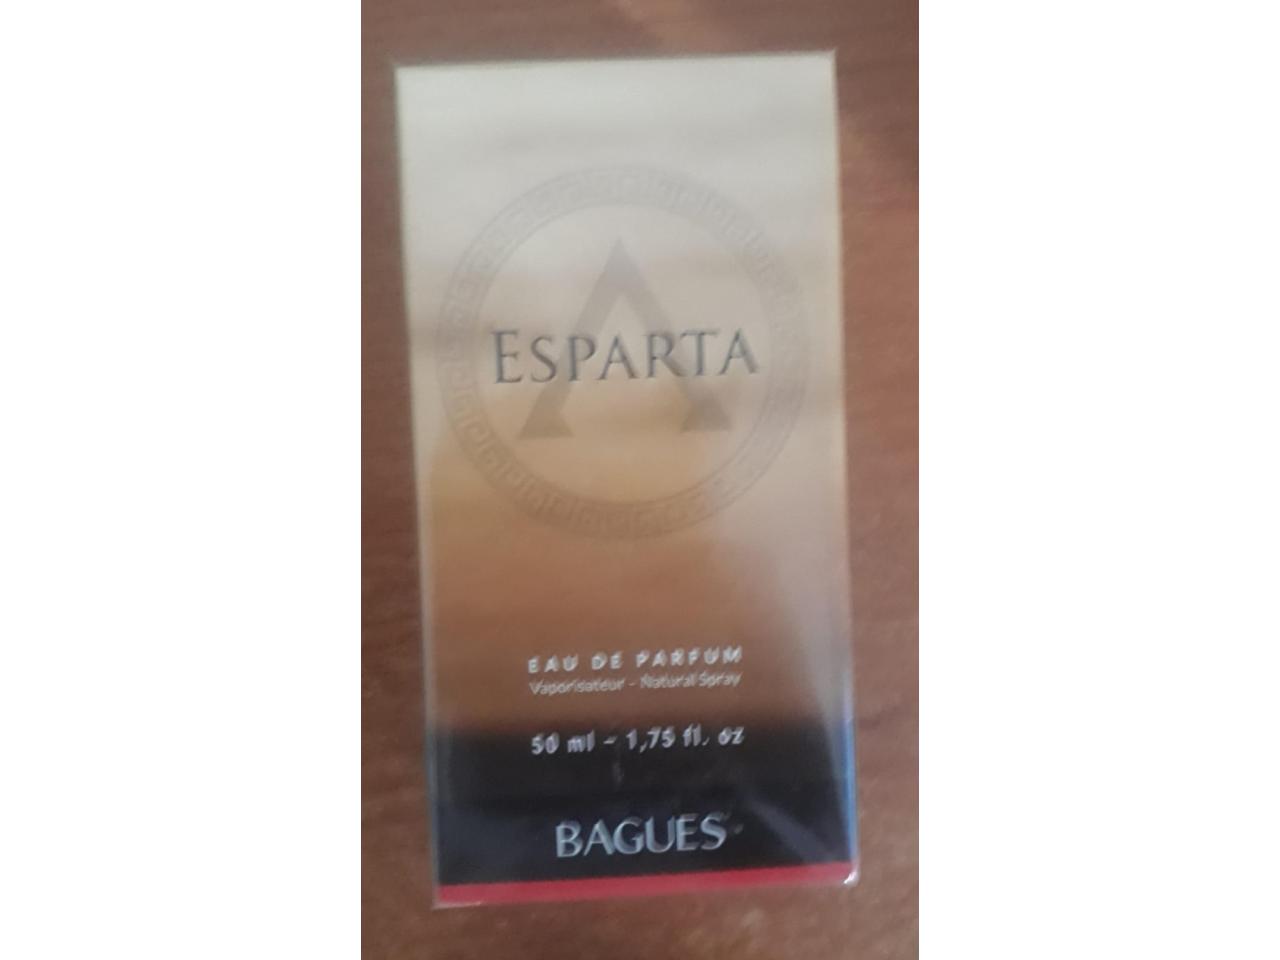 ESPARTA
EAU DE PARFUM
Vaporisateur - Natural Spray
50 ml - 1,75 fl. oz
BAGUES